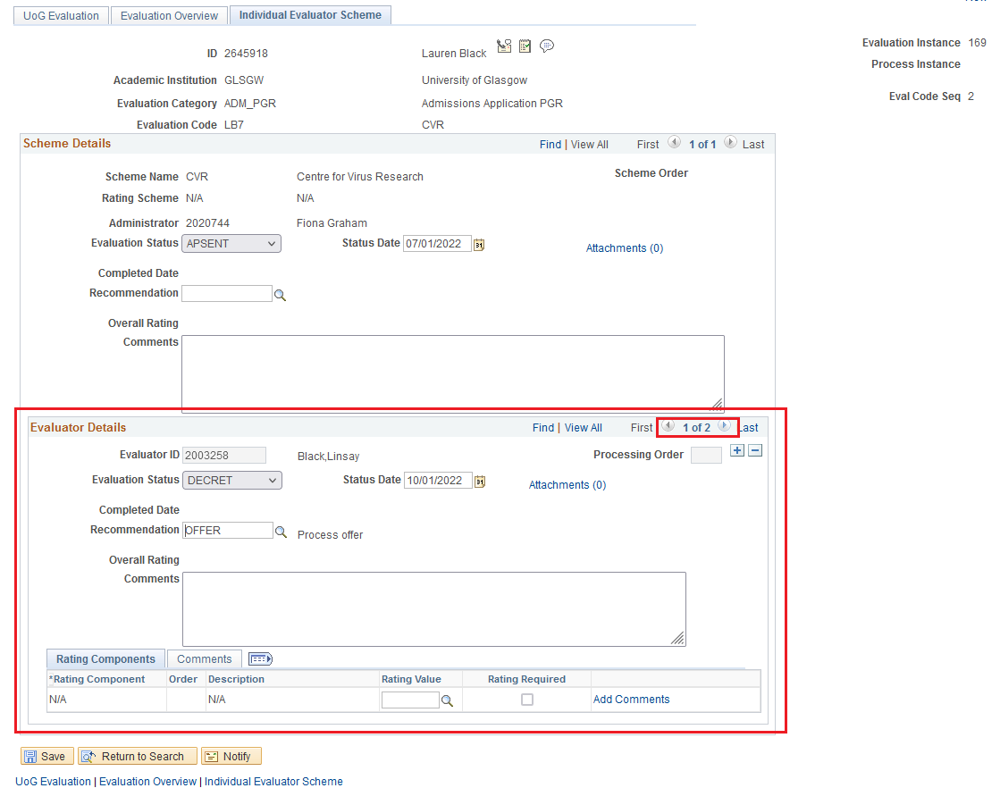 UoG Evaluation Evaluation Overview Individual Evaluator Scheme
ID 2645918 Lauren Black Evaluation Instance 169
Process Instance
Academic Institution GLSGW University of Glasgow
Eval Code Seq 2
Evaluation Category ADM_PGR Admissions Application PGR
Evaluation Code LB7 CVR
Scheme Details Find | View All First 1 of 1 Last
Scheme Name CVR Centre for Virus Research Scheme Order
Rating Scheme N/A N/A
Administrator 2020744 Fiona Graham
Evaluation Status APSENT Status Date 07/01/2022 31 Attachments (0)
Completed Date
Recommendation
Overall Rating
Comments
Evaluator Details Find | View All First 1 of 2 Last
Evaluator ID 2003258 Black,Linsay Processing Order
Evaluation Status DECRET Status Date 10/01/2022 31 Attachments (0)
Completed Date
Recommendation OFFER Process offer
Overall Rating
Comments
Rating Components Comments
*Rating Component Order Description Rating Value Rating Required
N/A N/A Add Comments
Save Return to Search Notify
UoG Evaluation | Evaluation Overview | Individual Evaluator Scheme